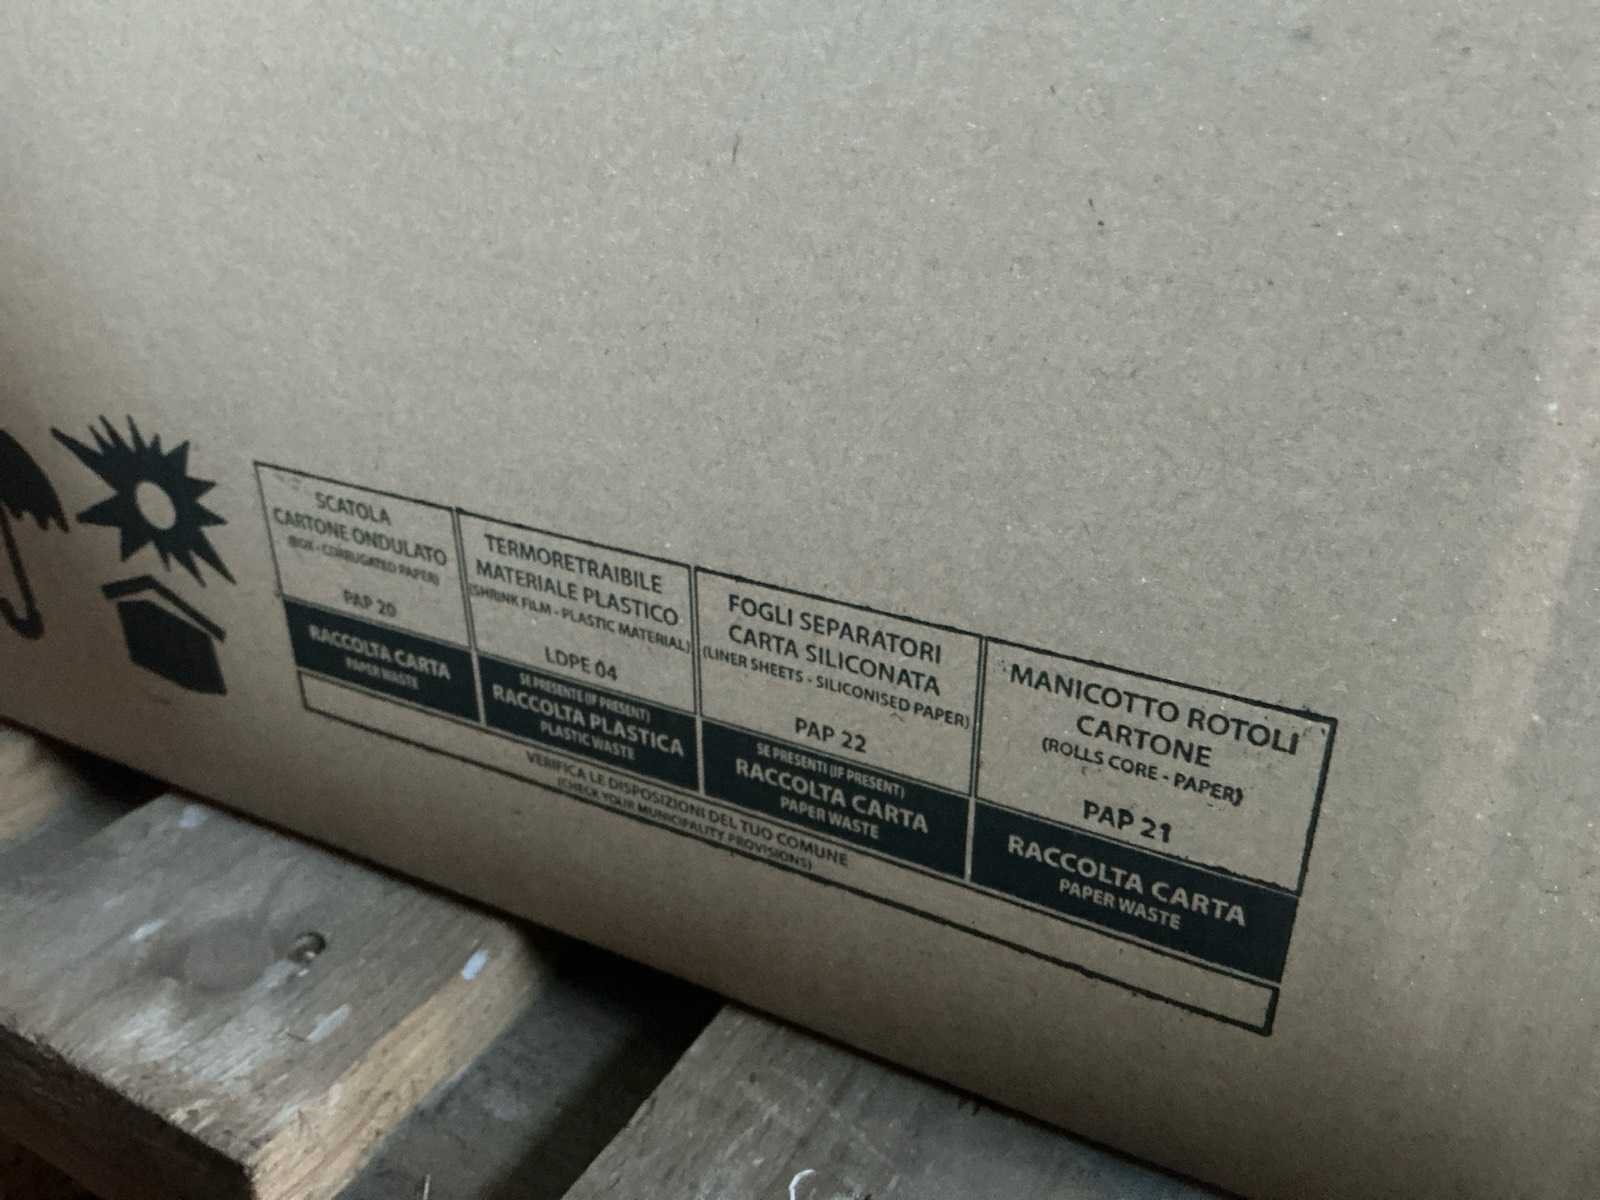 SCATOLA
CARTONE ONDULATO
(BOX - CORRUGATED PAPER)
PAP 20
RACCOLTA CARTA
PAPER WASTE
TERMORETRAIBILE
MATERIALE PLASTICO
(SHRINK FILM - PLASTIC MATERIAL)
LDPE 04
SE PRESENTE (IF PRESENT)
RACCOLTA PLASTICA
PLASTIC WASTE
FOGLI SEPARATORI
CARTA SILICONATA
(LINER SHEETS - SILICONISED PAPER)
PAP 22
SE PRESENTI (IF PRESENT)
RACCOLTA CARTA
PAPER WASTE
MANICOTTO ROTOLI
CARTONE
(ROLLS CORE - PAPER)
PAP 21
RACCOLTA CARTA
PAPER WASTE
VERIFICA LE DISPOSIZIONI DEL TUO COMUNE
(CHECK YOUR MUNICIPALITY PROVISIONS)